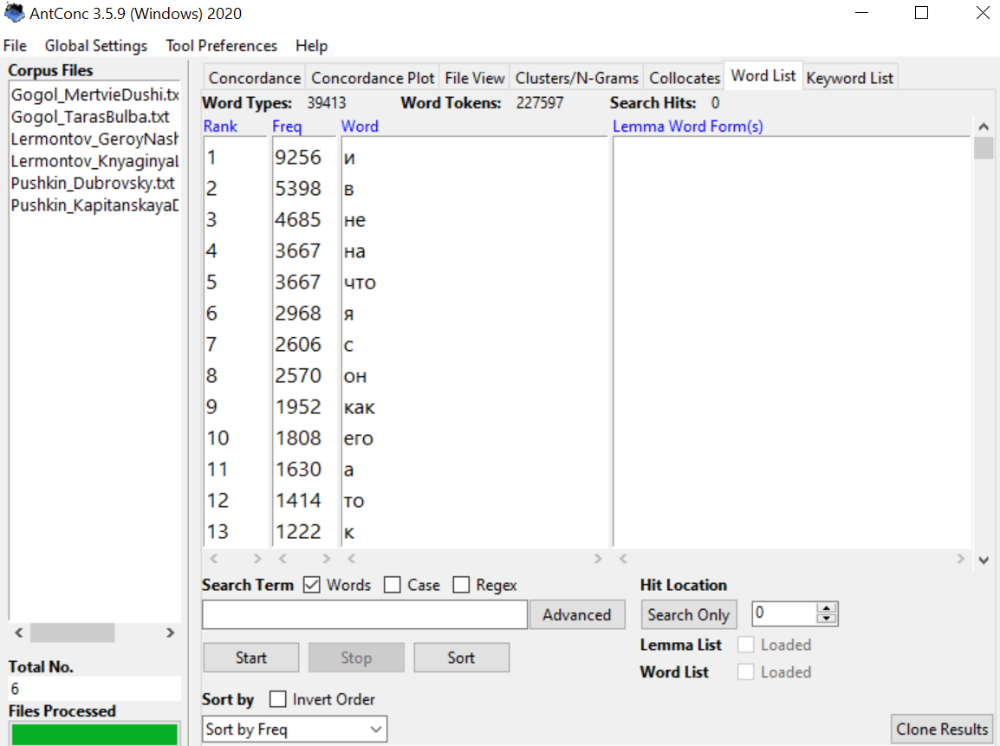 AntConc 3.5.9 (Windows) 2020
File Global Settings Tool Preferences Help
Corpus Files
Gogol_MertvieDushi.tx
Gogol_TarasBulba.txt
Lermontov_GeroyNash
Lermontov_KnyaginyaL
Pushkin_Dubrovsky.txt
Pushkin_KapitanskayaD
Total No.
6
Files Processed
Concordance Concordance Plot File View Clusters/N-Grams Collocates Word List Keyword List
Word Types: 39413 Word Tokens: 227597 Search Hits: 0
Rank Freq Word Lemma Word Form(s)
1 9256 и
2 5398 в
3 4685 не
4 3667 на
5 3667 что
6 2968 я
7 2606 с
8 2570 он
9 1952 как
10 1808 его
11 1630 а
12 1414 то
13 1222 к
Search Term Words Case Regex Hit Location
Advanced Search Only 0
Start Stop Sort Lemma List Loaded
Word List Loaded
Sort by Invert Order
Sort by Freq Clone Results